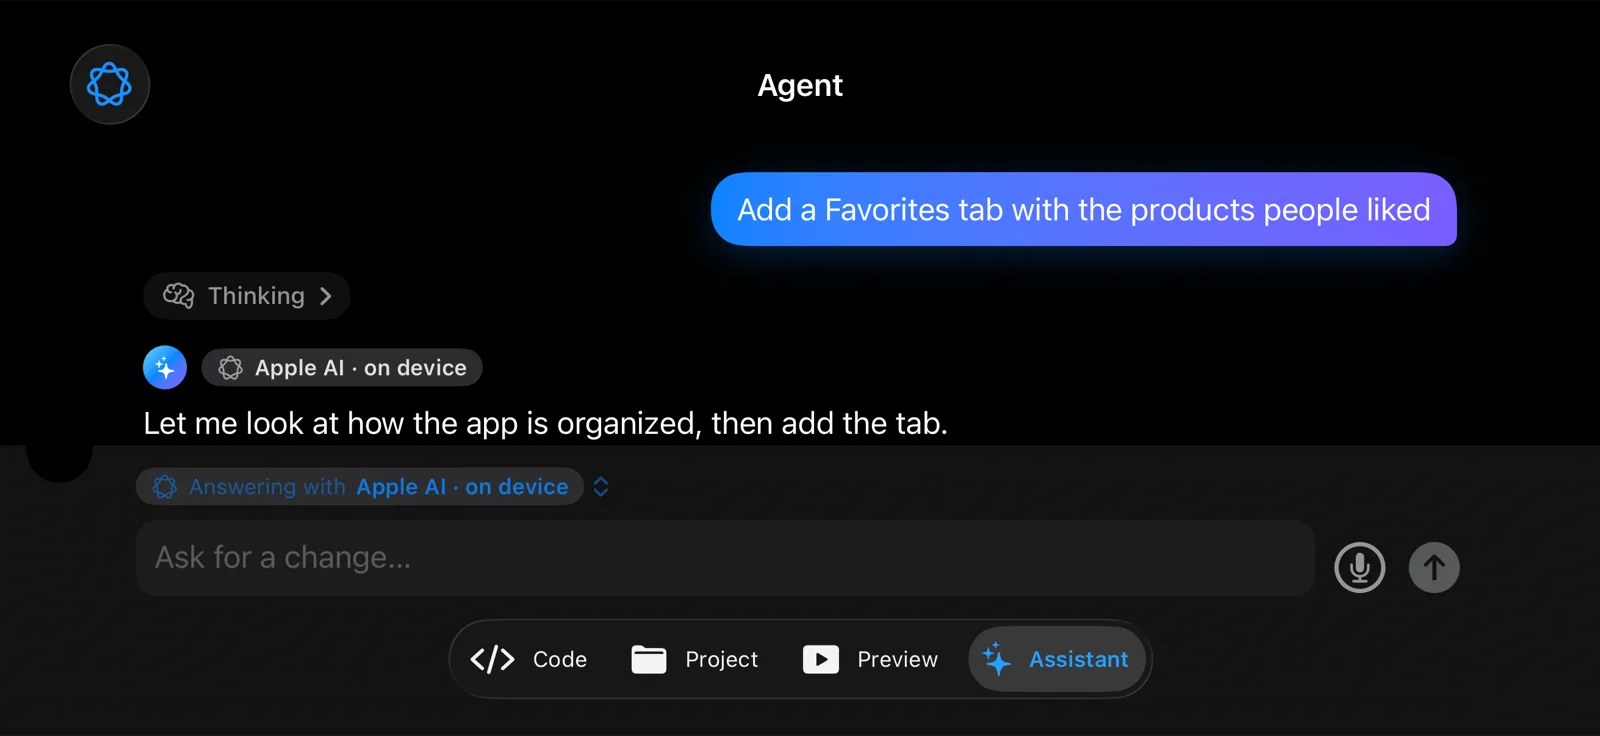 Agent
Add a Favorites tab with the products people liked
Thinking
Apple AI · on device
Let me look at how the app is organized, then add the tab.
Answering with Apple AI · on device
Ask for a change...
Code Project Preview Assistant